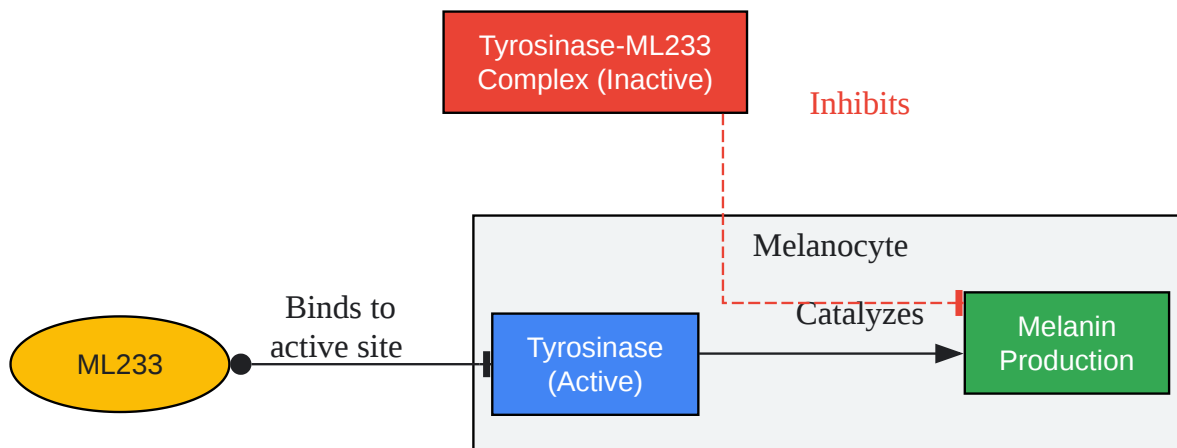 Tyrosinase-ML233
Complex (Inactive)
Inhibits
Melanocyte
Binds to
active site
Catalyzes
ML233
Tyrosinase
(Active)
Melanin
Production